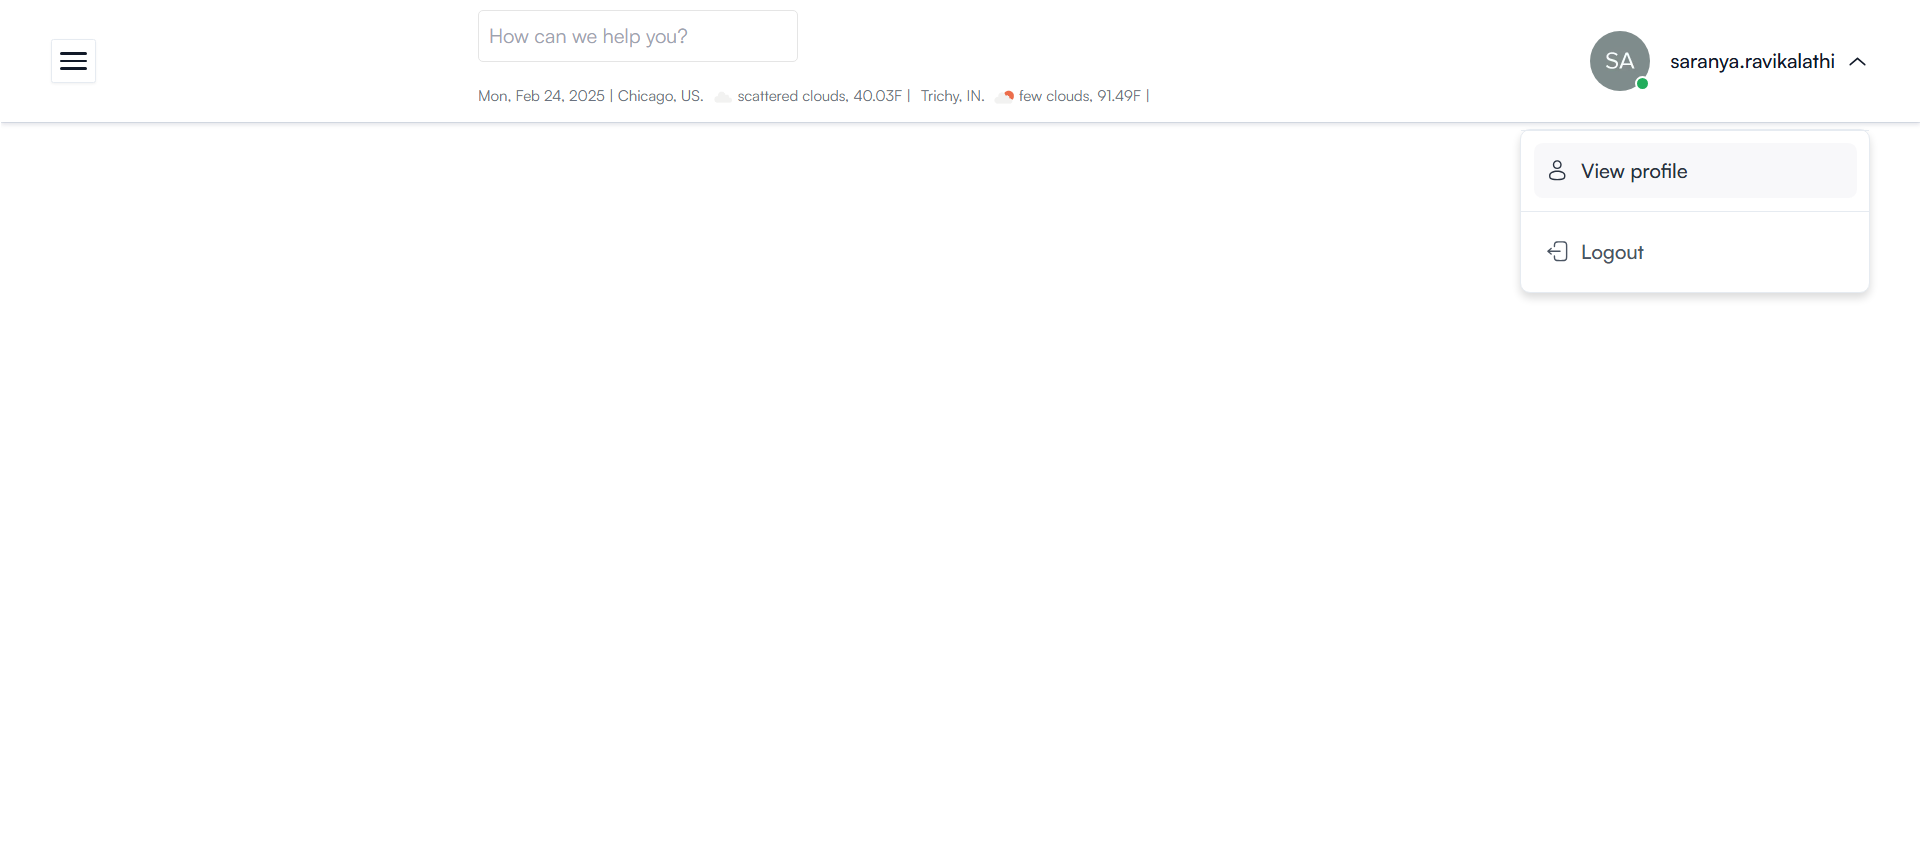 How can we help you?
Mon, Feb 24, 2025 | Chicago, US. scattered clouds, 40.03F | Trichy, IN. few clouds, 91.49F |
SA
saranya.ravikalathi
View profile
Logout